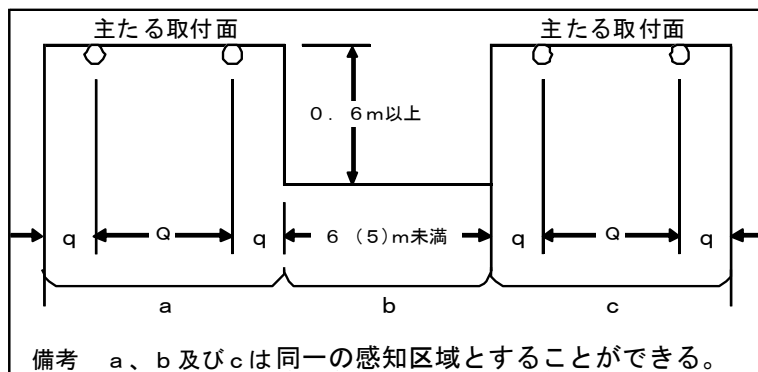 主たる取付面 主たる取付面
０．６ｍ以上
q Q q ６（５）ｍ未満 q Q q
a b c
備考 ａ、ｂ及びｃは同一の感知区域とすることができる。